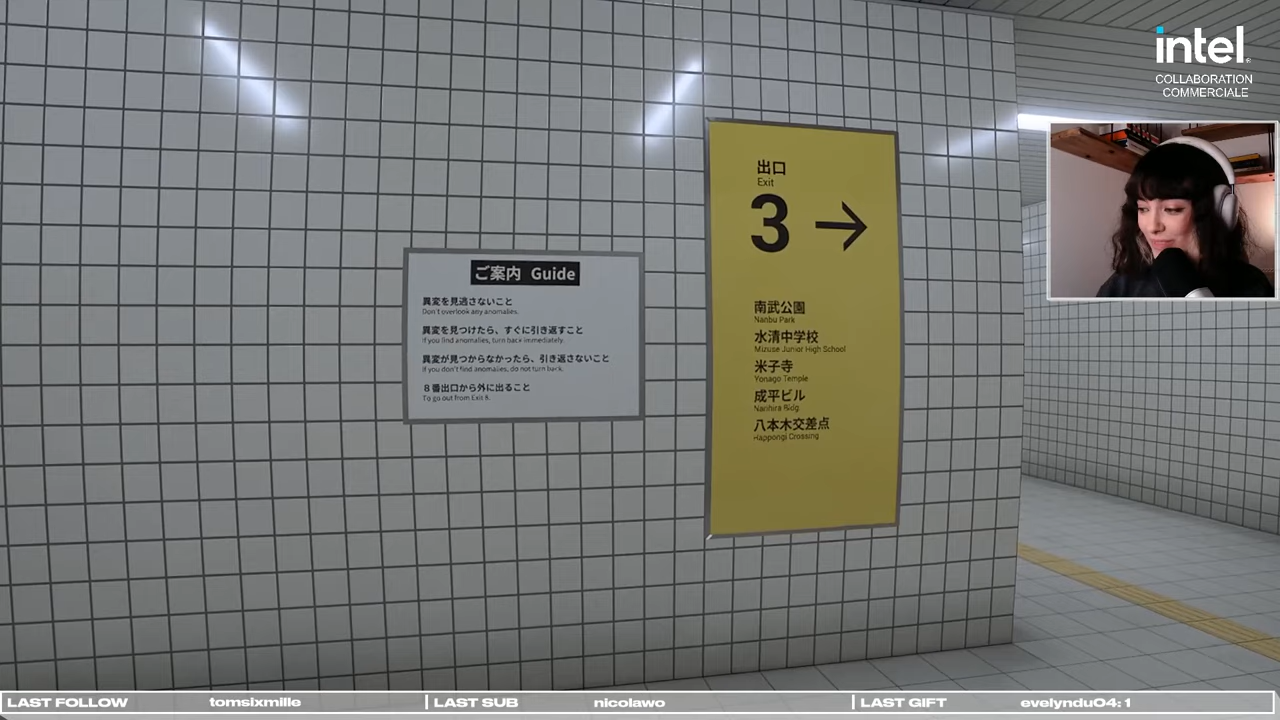 intel
COLLABORATION
COMMERCIALE
出口
Exit
3 →
ご案内 Guide
異変を見逃さないこと
Don't overlook any anomalies.
異変を見つけたら、すぐに引き返すこと
If you find anomalies, turn back immediately.
異変が見つからなかったら、引き返さないこと
If you don't find anomalies, do not turn back.
8番出口から外に出ること
To go out from Exit 8.
南武公園
Nanbu Park
水清中学校
Mizuse Junior High School
米子寺
Yonago Temple
成平ビル
Narihira Bldg
八本木交差点
Happongi Crossing
LAST FOLLOW tomsixmille
LAST SUB nicolawo
LAST GIFT evelyndu04: 1